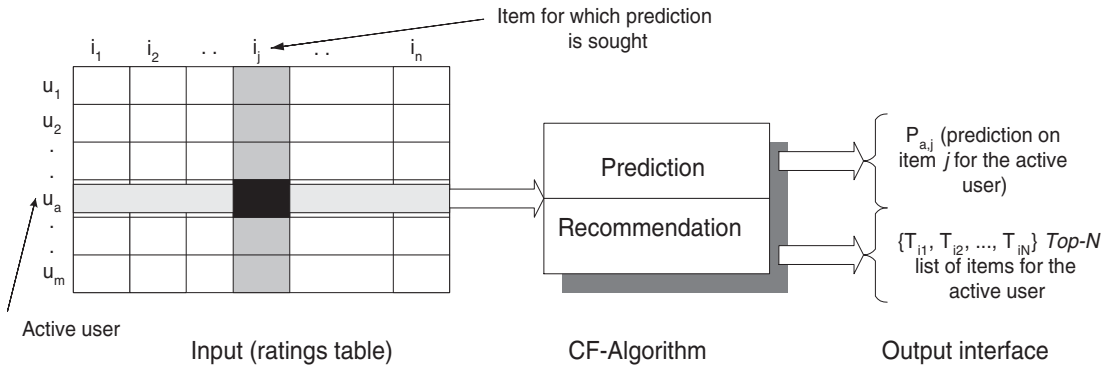 Item for which prediction
is sought
i1 i2 . . ij . . in
u1
u2
.
.
ua
.
.
um
Active user
Input (ratings table)
Prediction
Recommendation
CF-Algorithm
Pa,j (prediction on
item j for the active
user)
{Ti1, Ti2, ..., TiN} Top-N
list of items for the
active user
Output interface